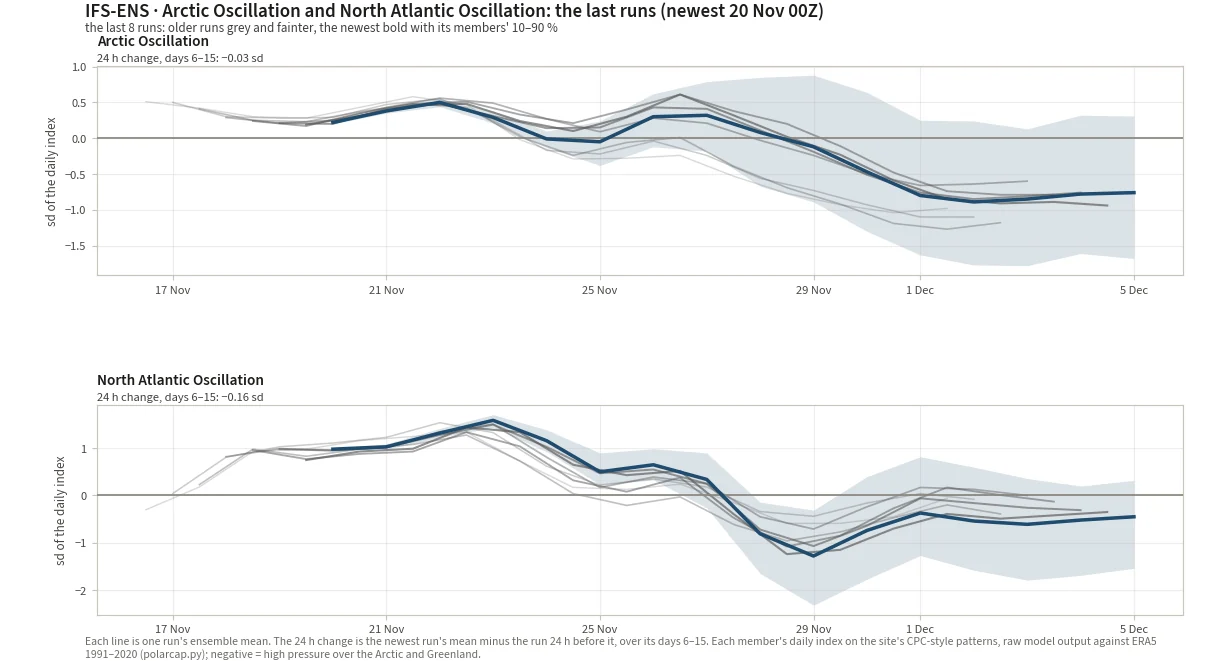 IFS-ENS · Arctic Oscillation and North Atlantic Oscillation: the last runs (newest 20 Nov 00Z)
the last 8 runs: older runs grey and fainter, the newest bold with its members' 10–90 %
Arctic Oscillation
24 h change, days 6–15: −0.03 sd
sd of the daily index
1.0
0.5
0.0
−0.5
−1.0
−1.5
17 Nov
21 Nov
25 Nov
29 Nov
1 Dec
5 Dec
North Atlantic Oscillation
24 h change, days 6–15: −0.16 sd
sd of the daily index
1
0
−1
−2
17 Nov
21 Nov
25 Nov
29 Nov
1 Dec
5 Dec
Each line is one run's ensemble mean. The 24 h change is the newest run's mean minus the run 24 h before it, over its days 6–15. Each member's daily index on the site's CPC-style patterns, raw model output against ERA5
1991–2020 (polarcap.py); negative = high pressure over the Arctic and Greenland.